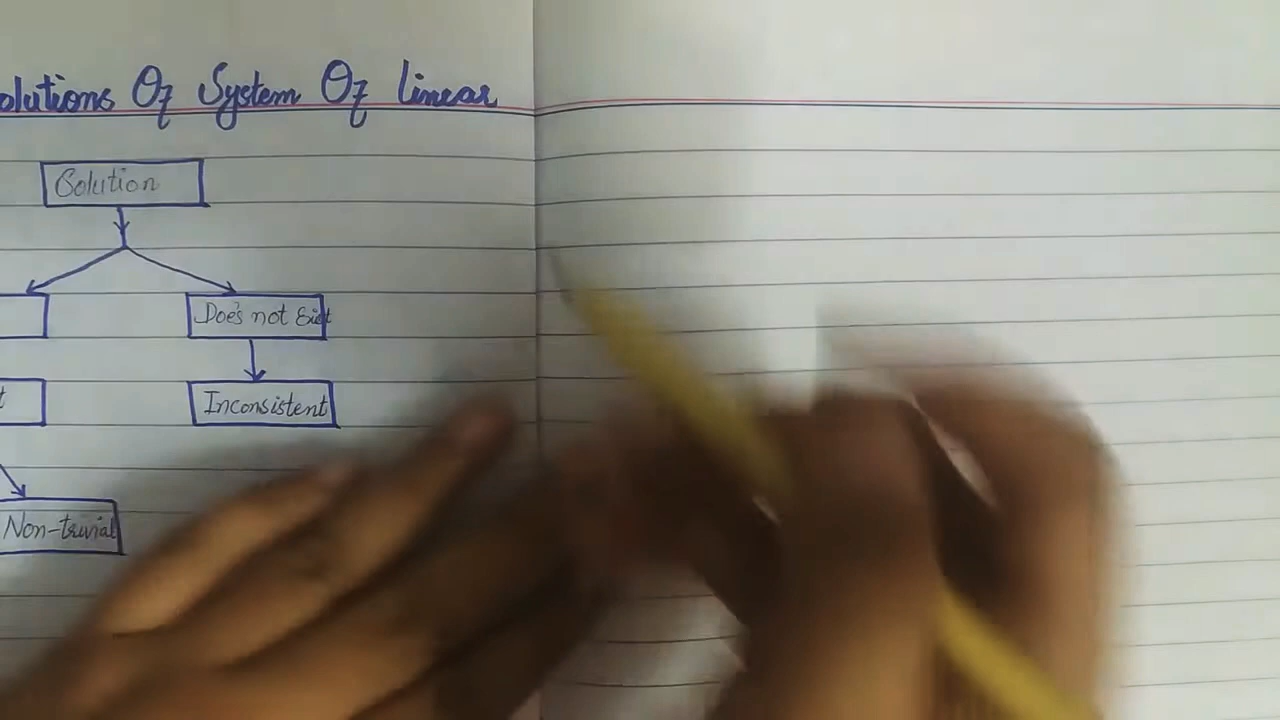 olutions Of System Of linear
Solution
Does not Exist
t
Inconsistent
Non-trivial